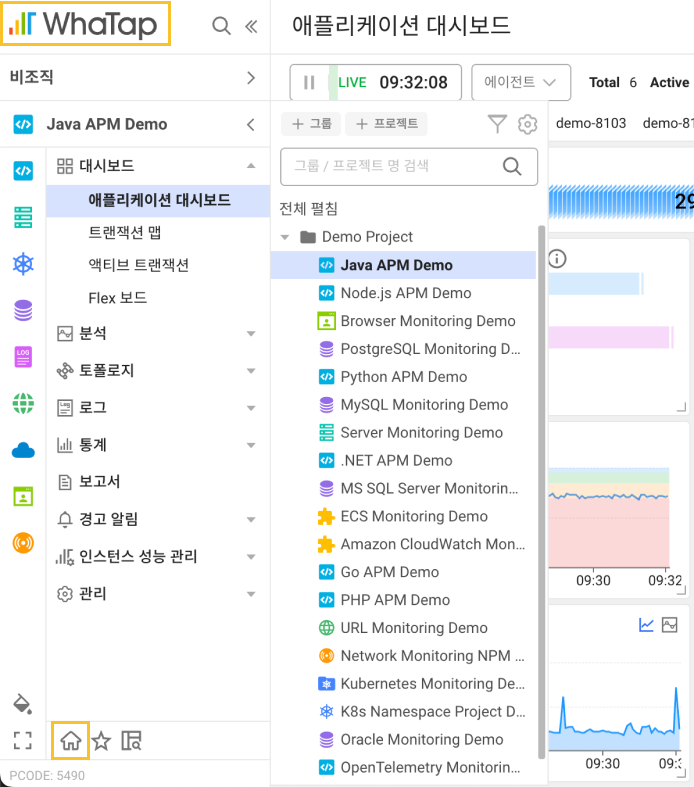 WhaTap
애플리케이션 대시보드
비조직
LIVE 09:32:08
에이전트
Total 6 Active
Java APM Demo
+ 그룹
+ 프로젝트
demo-8103
대시보드
애플리케이션 대시보드
트랜잭션 맵
액티브 트랜잭션
Flex 보드
분석
토폴로지
LOG
로그
통계
보고서
경고 알림
인스턴스 성능 관리
관리
PCODE: 5490
그룹 / 프로젝트 명 검색
전체 펼침
Demo Project
Java APM Demo
Node.js APM Demo
Browser Monitoring Demo
PostgreSQL Monitoring D...
Python APM Demo
MySQL Monitoring Demo
Server Monitoring Demo
.NET APM Demo
MS SQL Server Monitorin...
ECS Monitoring Demo
Amazon CloudWatch Mon...
Go APM Demo
PHP APM Demo
URL Monitoring Demo
Network Monitoring NPM ...
Kubernetes Monitoring De...
K8s Namespace Project D...
Oracle Monitoring Demo
OpenTelemetry Monitorin...
29
09:30 09:32
09:30